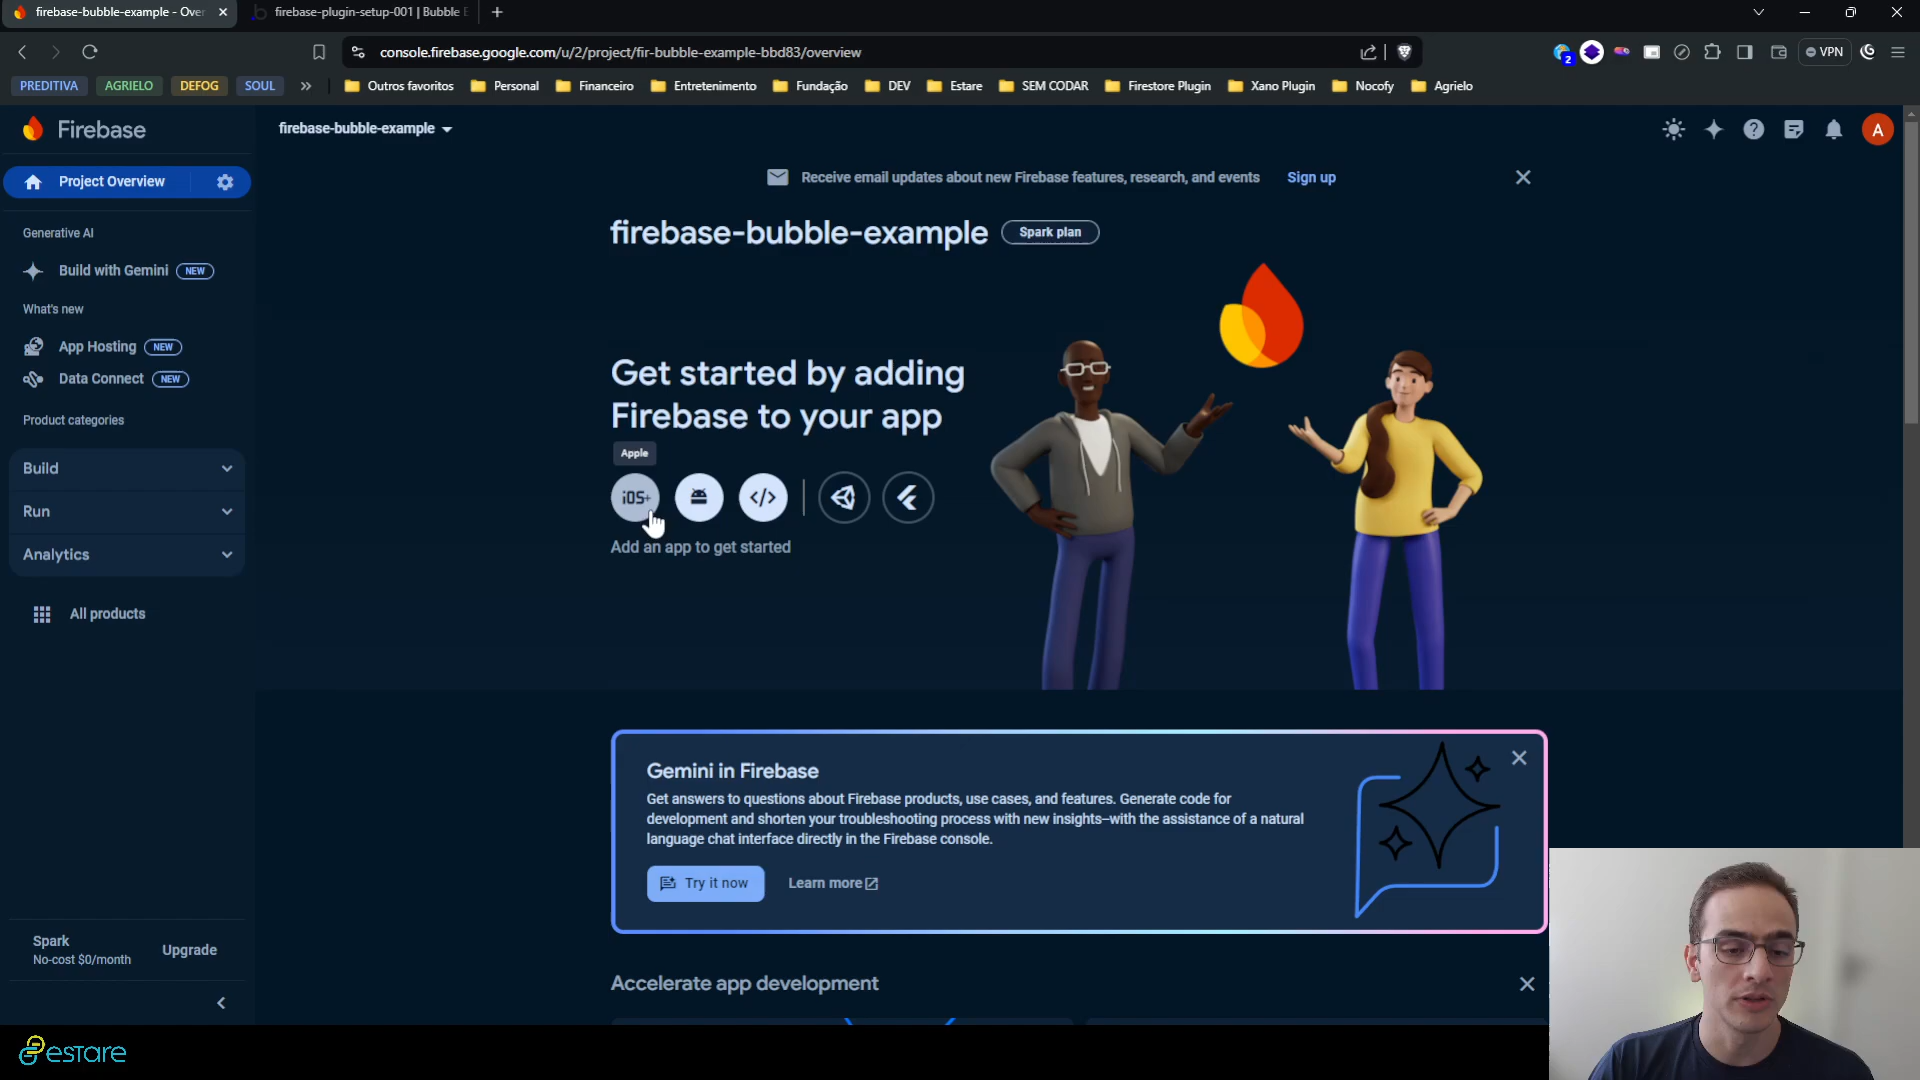 firebase-bubble-example - Over
firebase-plugin-setup-001 | Bubble E
console.firebase.google.com/u/2/project/fir-bubble-example-bbd83/overview
2
VPN
PREDITIVA
AGRIELO
DEFOG
SOUL
Outros favoritos
Personal
Financeiro
Entretenimento
Fundação
DEV
Estare
SEM CODAR
Firestore Plugin
Xano Plugin
Nocofy
Agrielo
Firebase
firebase-bubble-example
A
Project Overview
Receive email updates about new Firebase features, research, and events Sign up
firebase-bubble-example Spark plan
Generative AI
Build with Gemini NEW
What's new
App Hosting NEW
Data Connect NEW
Product categories
Build
Run
Analytics
All products
Get started by adding
Firebase to your app
Apple
iOS+
</>
Add an app to get started
Gemini in Firebase
Get answers to questions about Firebase products, use cases, and features. Generate code for
development and shorten your troubleshooting process with new insights–with the assistance of a natural
language chat interface directly in the Firebase console.
Try it now
Learn more
Spark
No-cost $0/month
Upgrade
Accelerate app development
estare